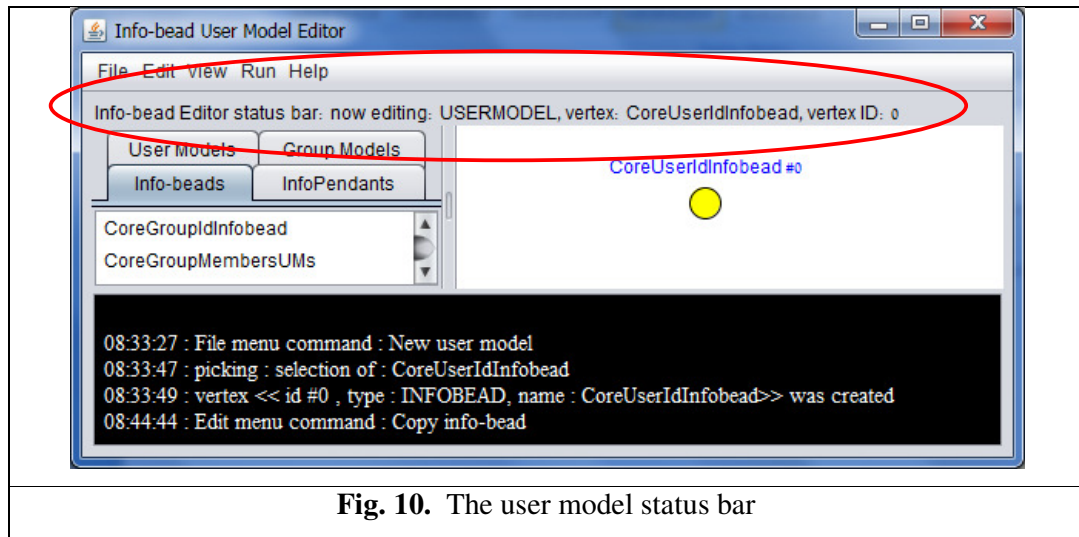 Info-bead User Model Editor
File Edit View Run Help
Info-bead Editor status bar: now editing: USERMODEL, vertex: CoreUserIdInfobead, vertex ID: 0
User Models Group Models
Info-beads InfoPendants
CoreGroupIdInfobead
CoreGroupMembersUMs
CoreUserIdInfobead #0
08:33:27 : File menu command : New user model
08:33:47 : picking : selection of : CoreUserIdInfobead
08:33:49 : vertex << id #0 , type : INFOBEAD, name : CoreUserIdInfobead>> was created
08:44:44 : Edit menu command : Copy info-bead
Fig. 10. The user model status bar